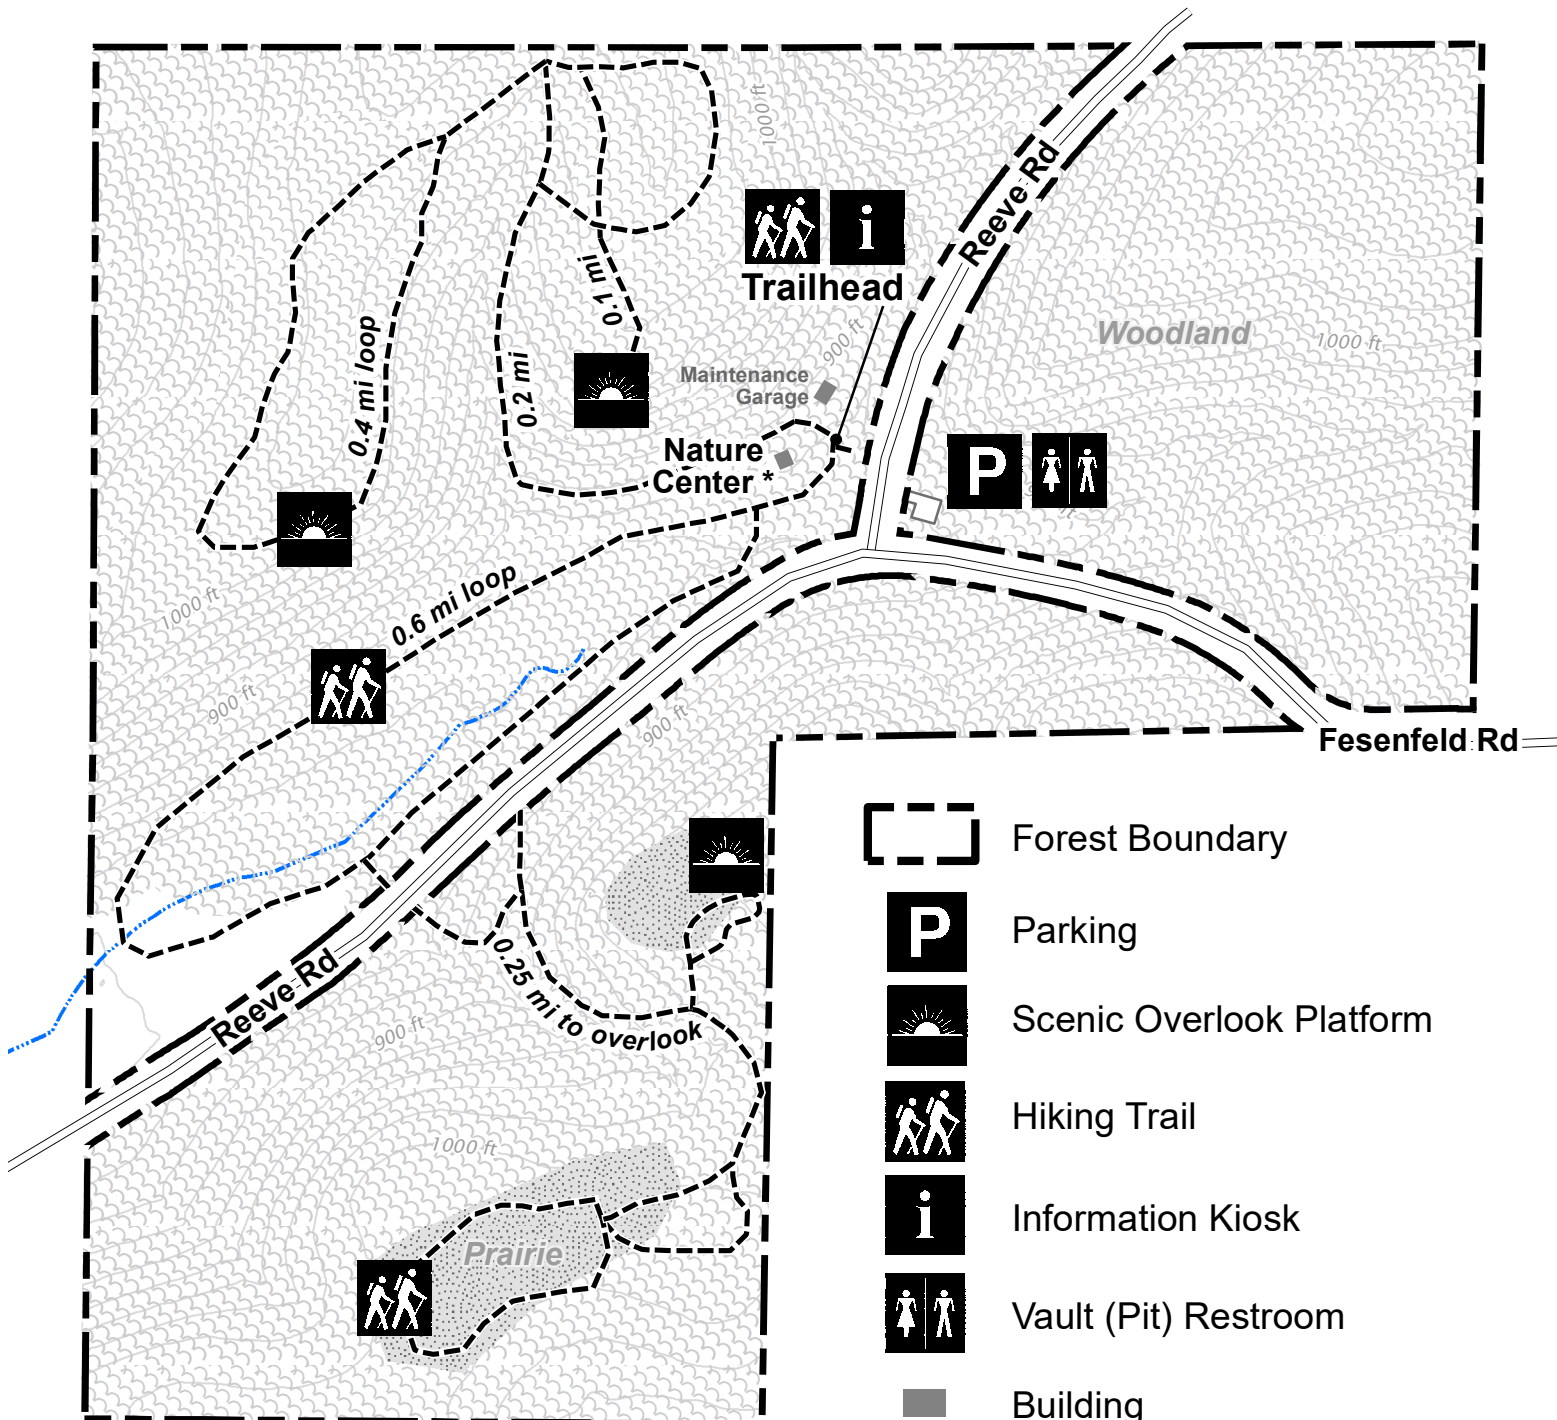 1000 ft
Reeve Rd
i
Trailhead
0.1 mi
900 ft
Woodland
1000 ft
0.4 mi loop
0.2 mi
Maintenance
Garage
Nature
Center *
P
ft
1000 ft
0.6 mi loop
900 ft
900 ft
Fesenfeld Rd
Forest Boundary
P
Parking
0.25 mi to overlook
Reeve Rd
900 ft
Scenic Overlook Platform
Hiking Trail
1000 ft
i
Information Kiosk
Prairie
Vault (Pit) Restroom
Building